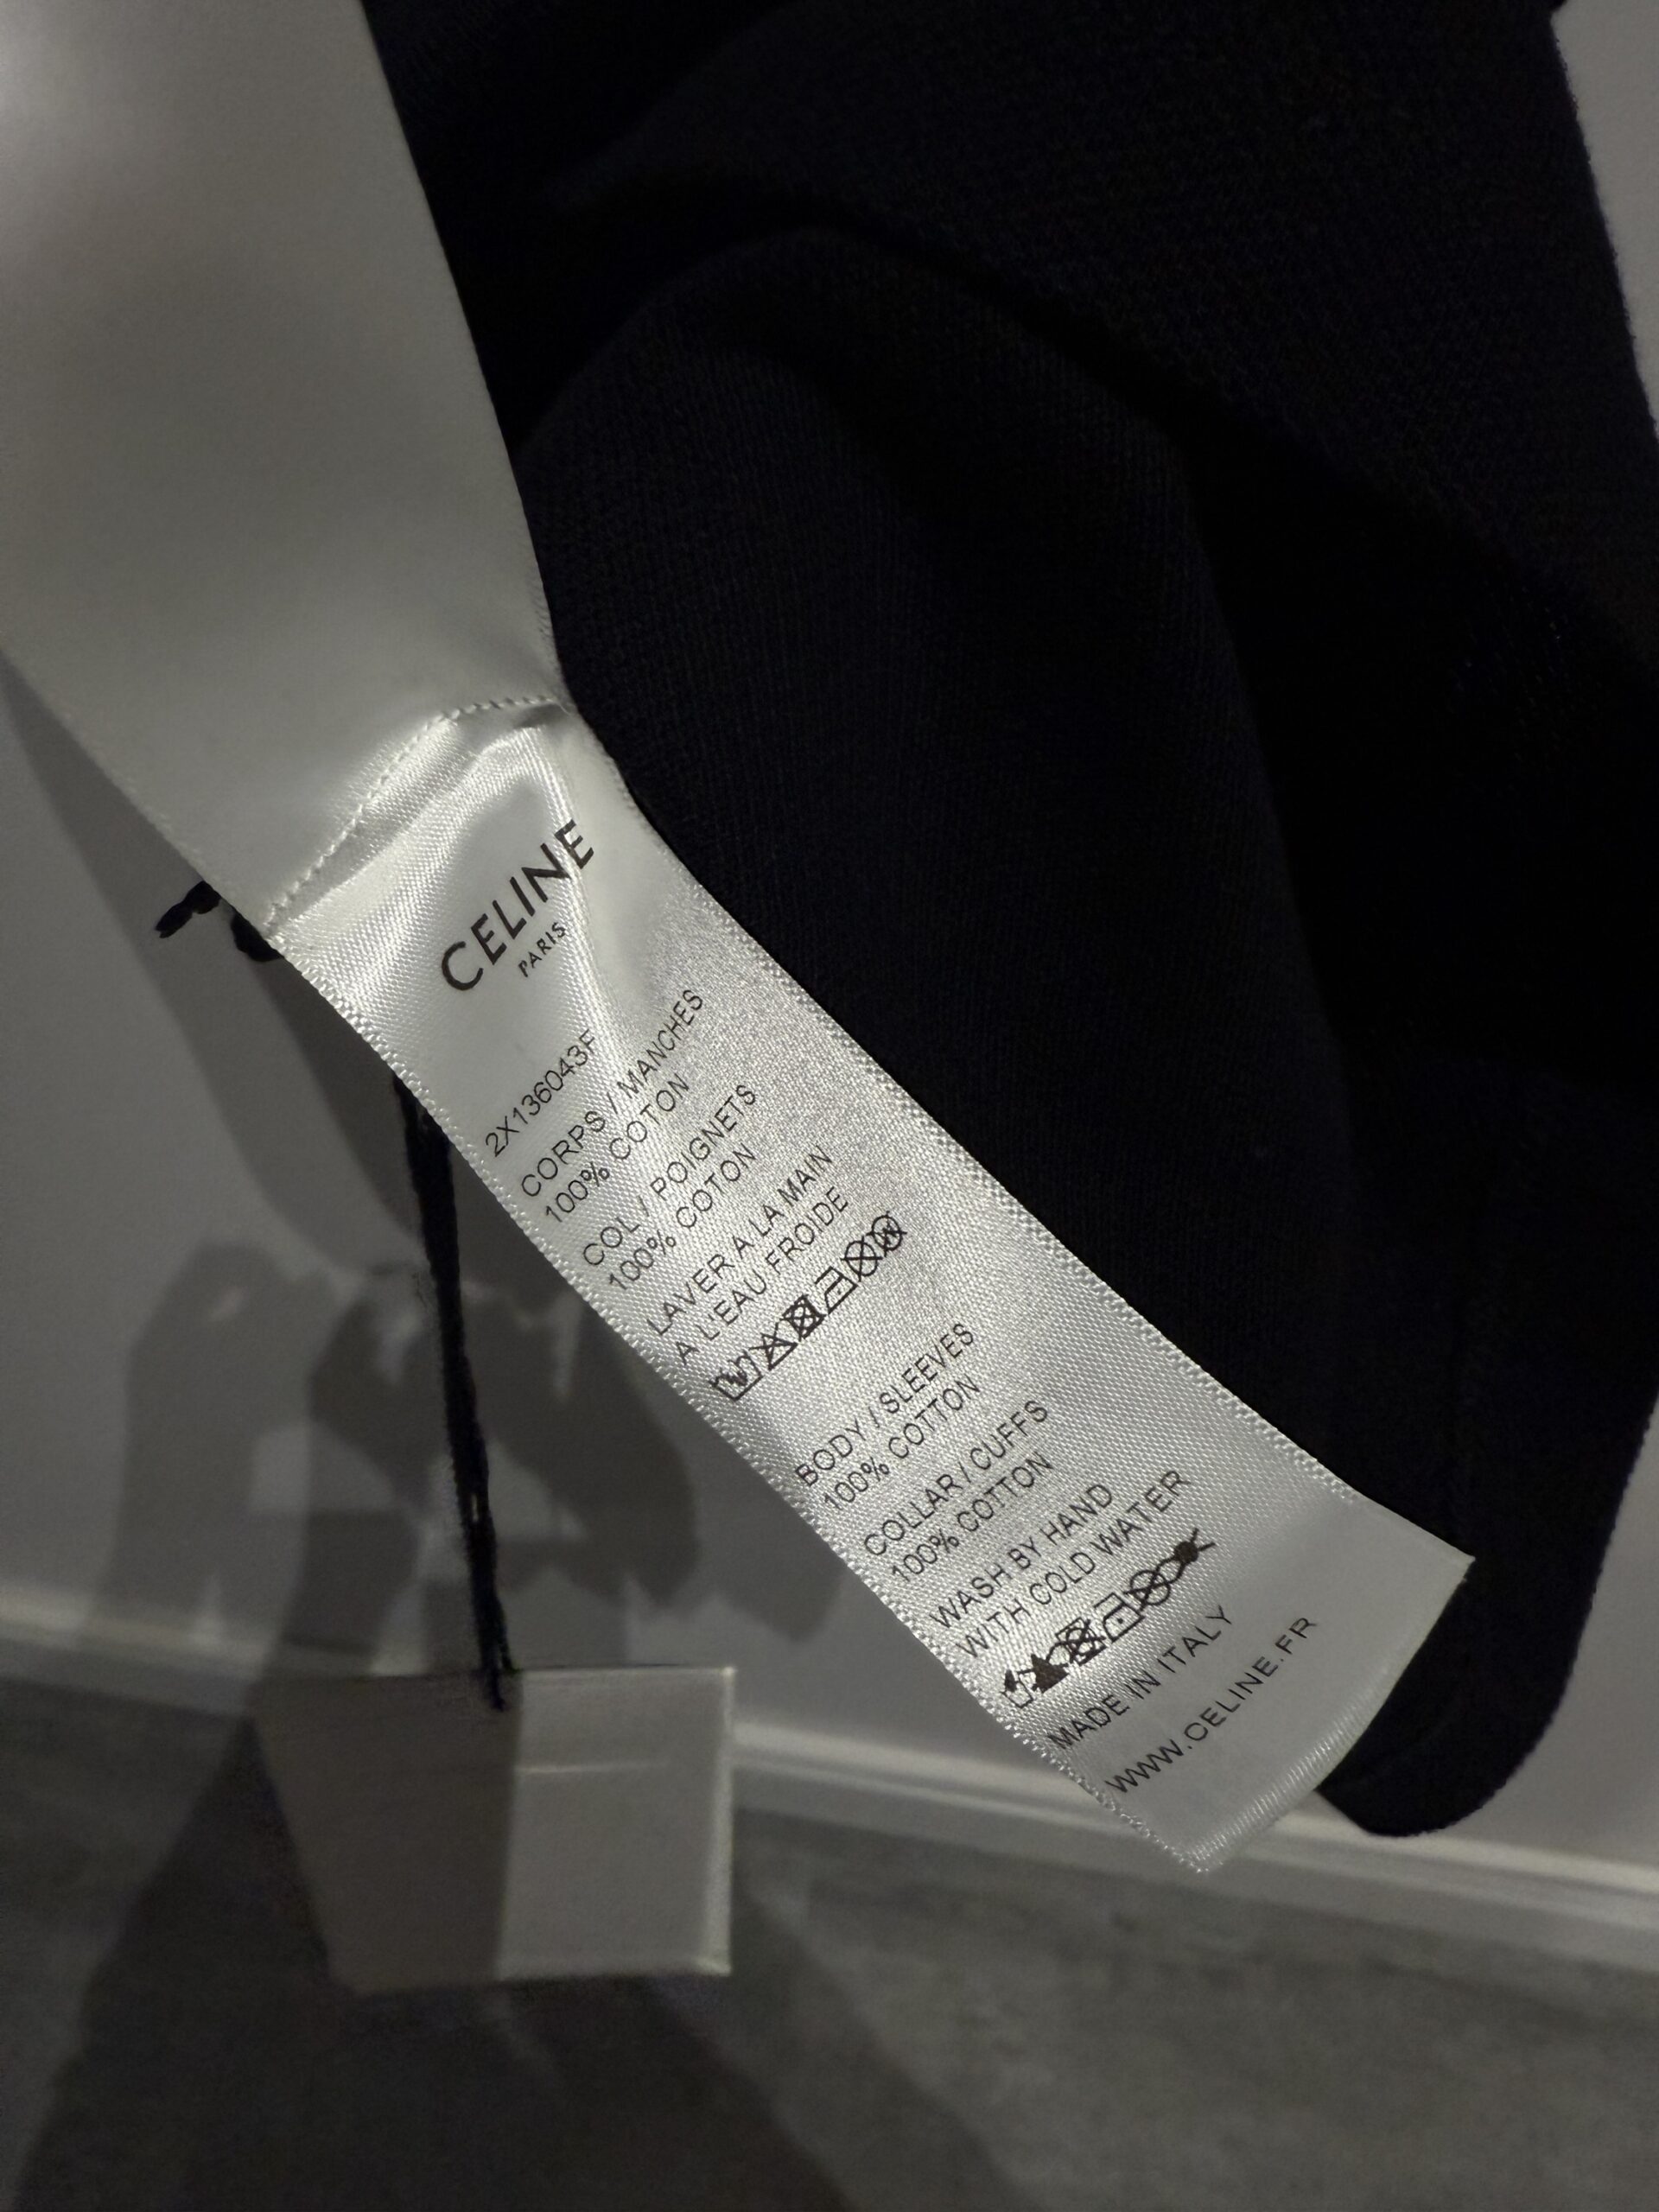 CELINE
PARIS
2X136043F
CORPS / MANCHES
100% COTON
COL / POIGNETS
100% COTON
LAVER A LA MAIN
A L'EAU FROIDE
BODY / SLEEVES
100% COTTON
COLLAR / CUFFS
100% COTTON
WASH BY HAND
WITH COLD WATER
MADE IN ITALY
WWW.CELINE.FR